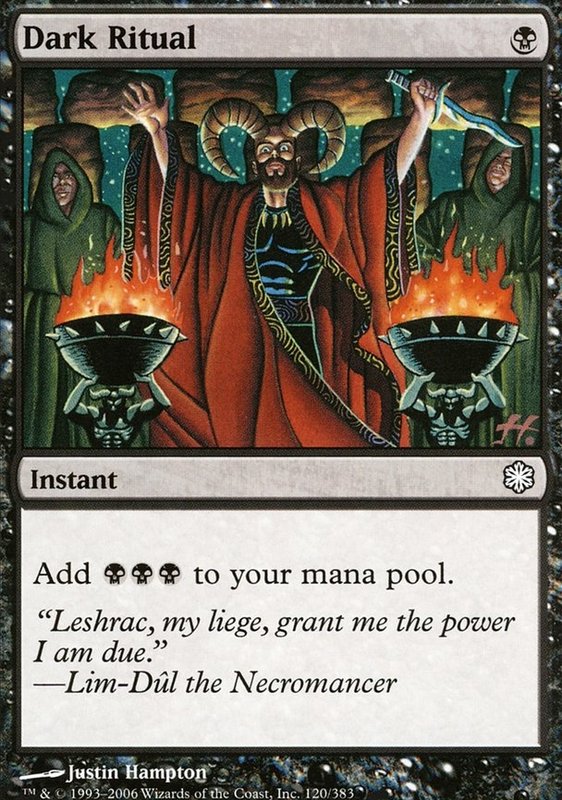 Dark Ritual
H.
Instant
Add to your mana pool.
“Leshrac, my liege, grant me the power
I am due.”
—Lim-Dûl the Necromancer
Justin Hampton
™ & © 1993–2006 Wizards of the Coast, Inc. 120/383